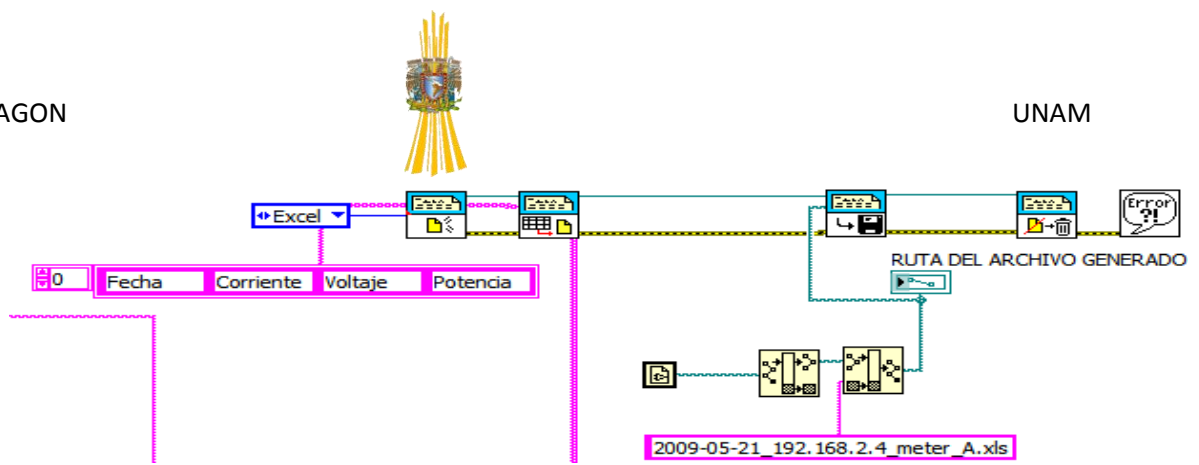 AGON
UNAM
Excel
Error
?!
RUTA DEL ARCHIVO GENERADO
0
Fecha Corriente Voltaje Potencia
2009-05-21_192.168.2.4_meter_A.xls